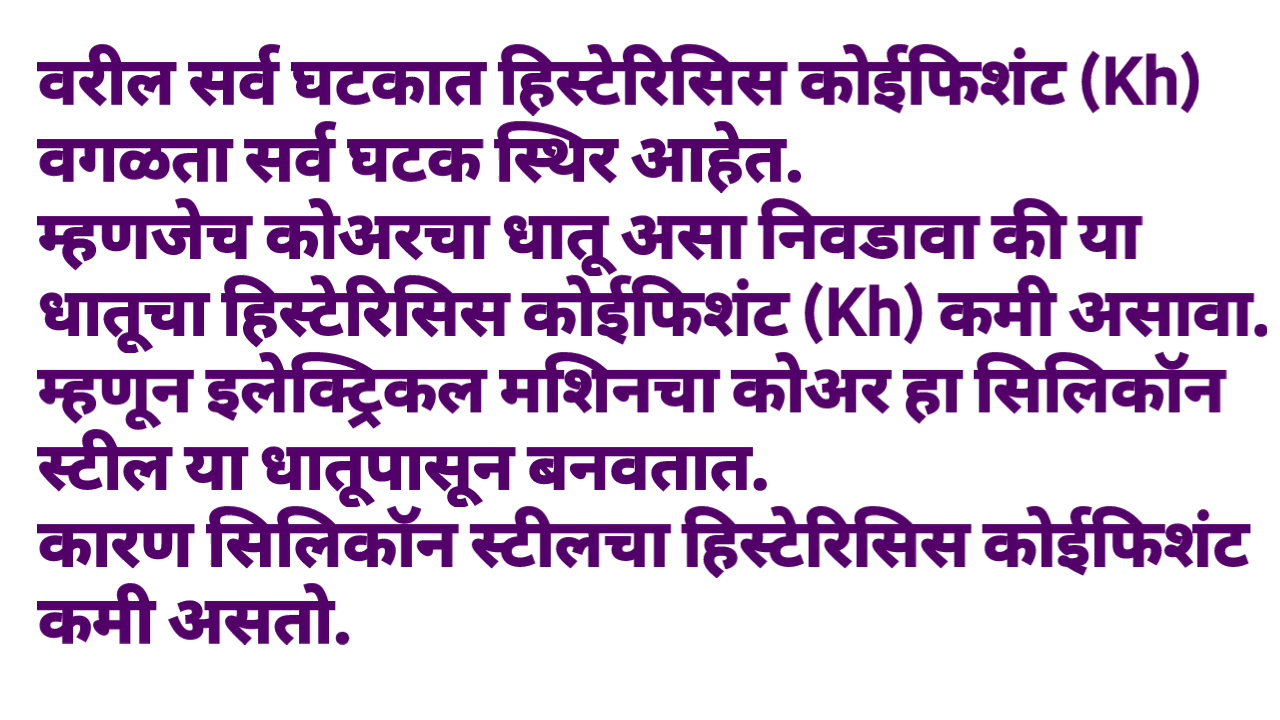 वरील सर्व घटकात हिस्टेरिसिस कोईफिशंट (Kh)
वगळता सर्व घटक स्थिर आहेत.
म्हणजेच कोअरचा धातू असा निवडावा की या
धातूचा हिस्टेरिसिस कोईफिशंट (Kh) कमी असावा.
म्हणून इलेक्ट्रिकल मशिनचा कोअर हा सिलिकॉन
स्टील या धातूपासून बनवतात.
कारण सिलिकॉन स्टीलचा हिस्टेरिसिस कोईफिशंट
कमी असतो.